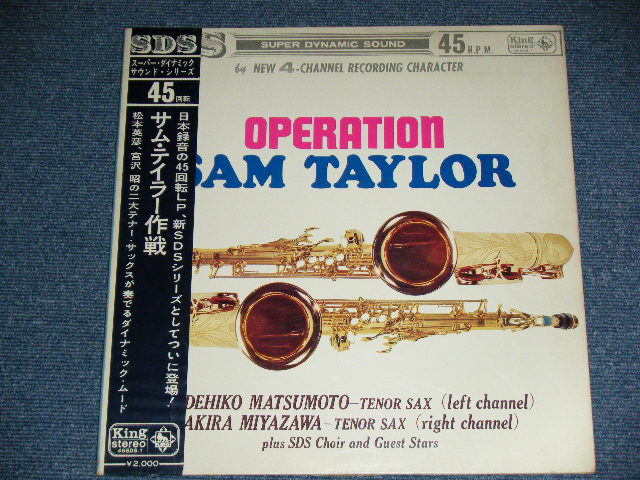 SDS
スーパー・ダイナミック
サウンド・シリーズ
45
回転
日本録音の45回転LP、新SDSシリーズとしてついに登場!
サム・テイラー作戦
松本英彦、宮沢 昭の二大テナー・サックスが奏でるダイナミック・ムード
King
stereo
45SDS-1
¥2,000
S
SUPER DYNAMIC SOUND
45 R.P.M.
King
stereo
by NEW 4-CHANNEL RECORDING CHARACTER
OPERATION
SAM TAYLOR
DEHIKO MATSUMOTO—TENOR SAX (left channel)
AKIRA MIYAZAWA—TENOR SAX (right channel)
plus SDS Choir and Guest Stars